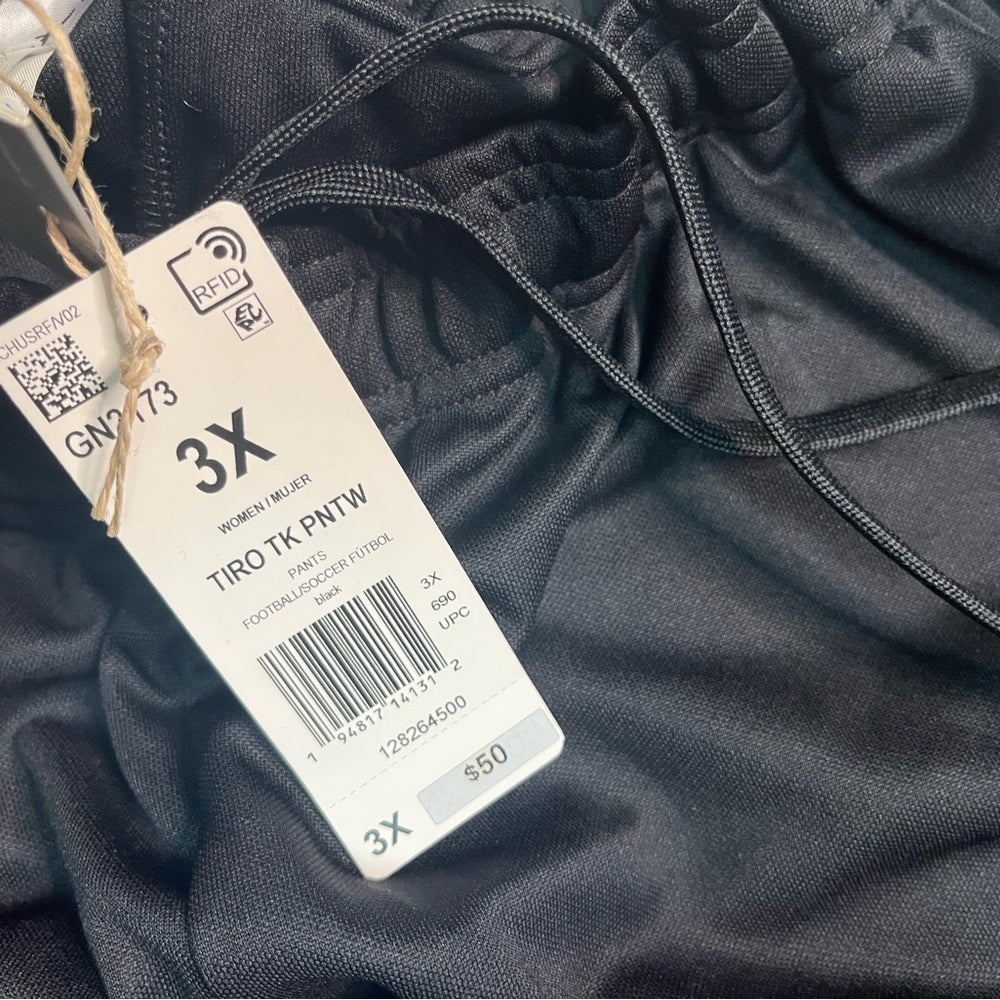 RFID
CHUSRF/V02
3X
WOMEN / MUJER
TIRO TK PNTW
PANTS
FOOTBALL/SOCCER FÚTBOL
black
3X
690
UPC
1 94817 14131 2
128264500
3X $50